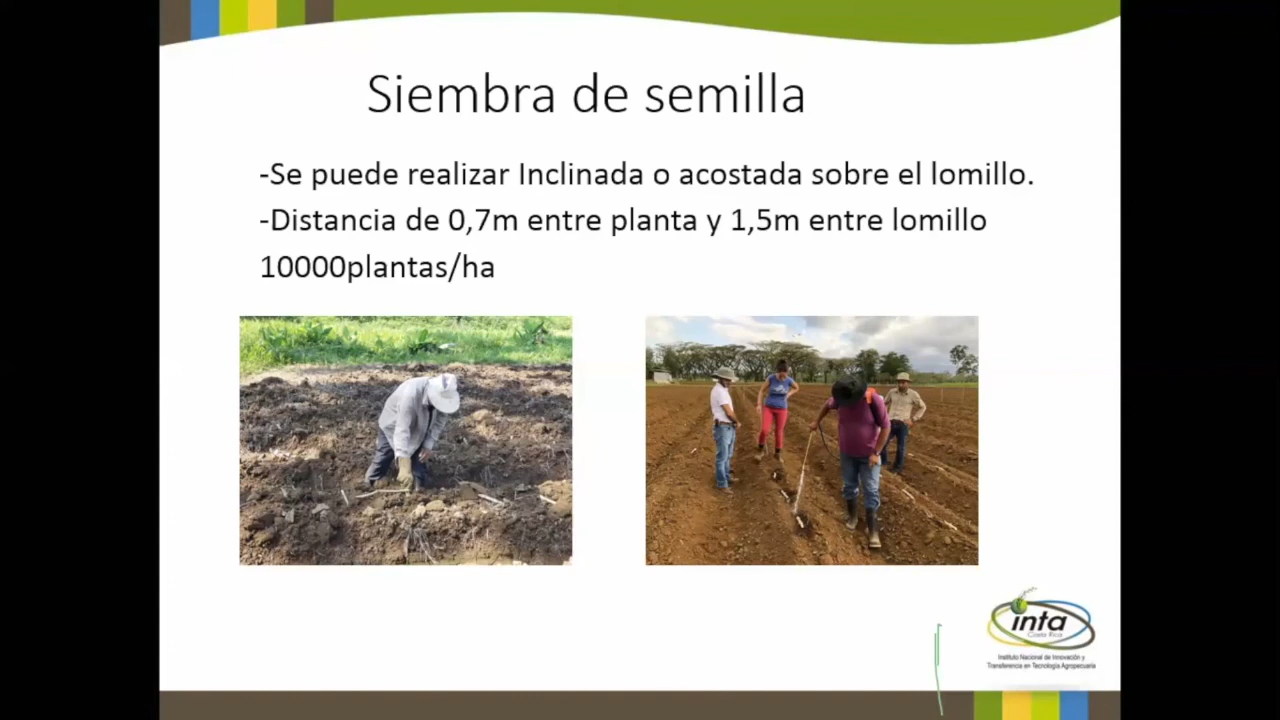 Siembra de semilla
-Se puede realizar Inclinada o acostada sobre el lomillo.
-Distancia de 0,7m entre planta y 1,5m entre lomillo
10000plantas/ha
inta
Costa Rica
Instituto Nacional de Innovación y
Transferencia en Tecnología Agropecuaria